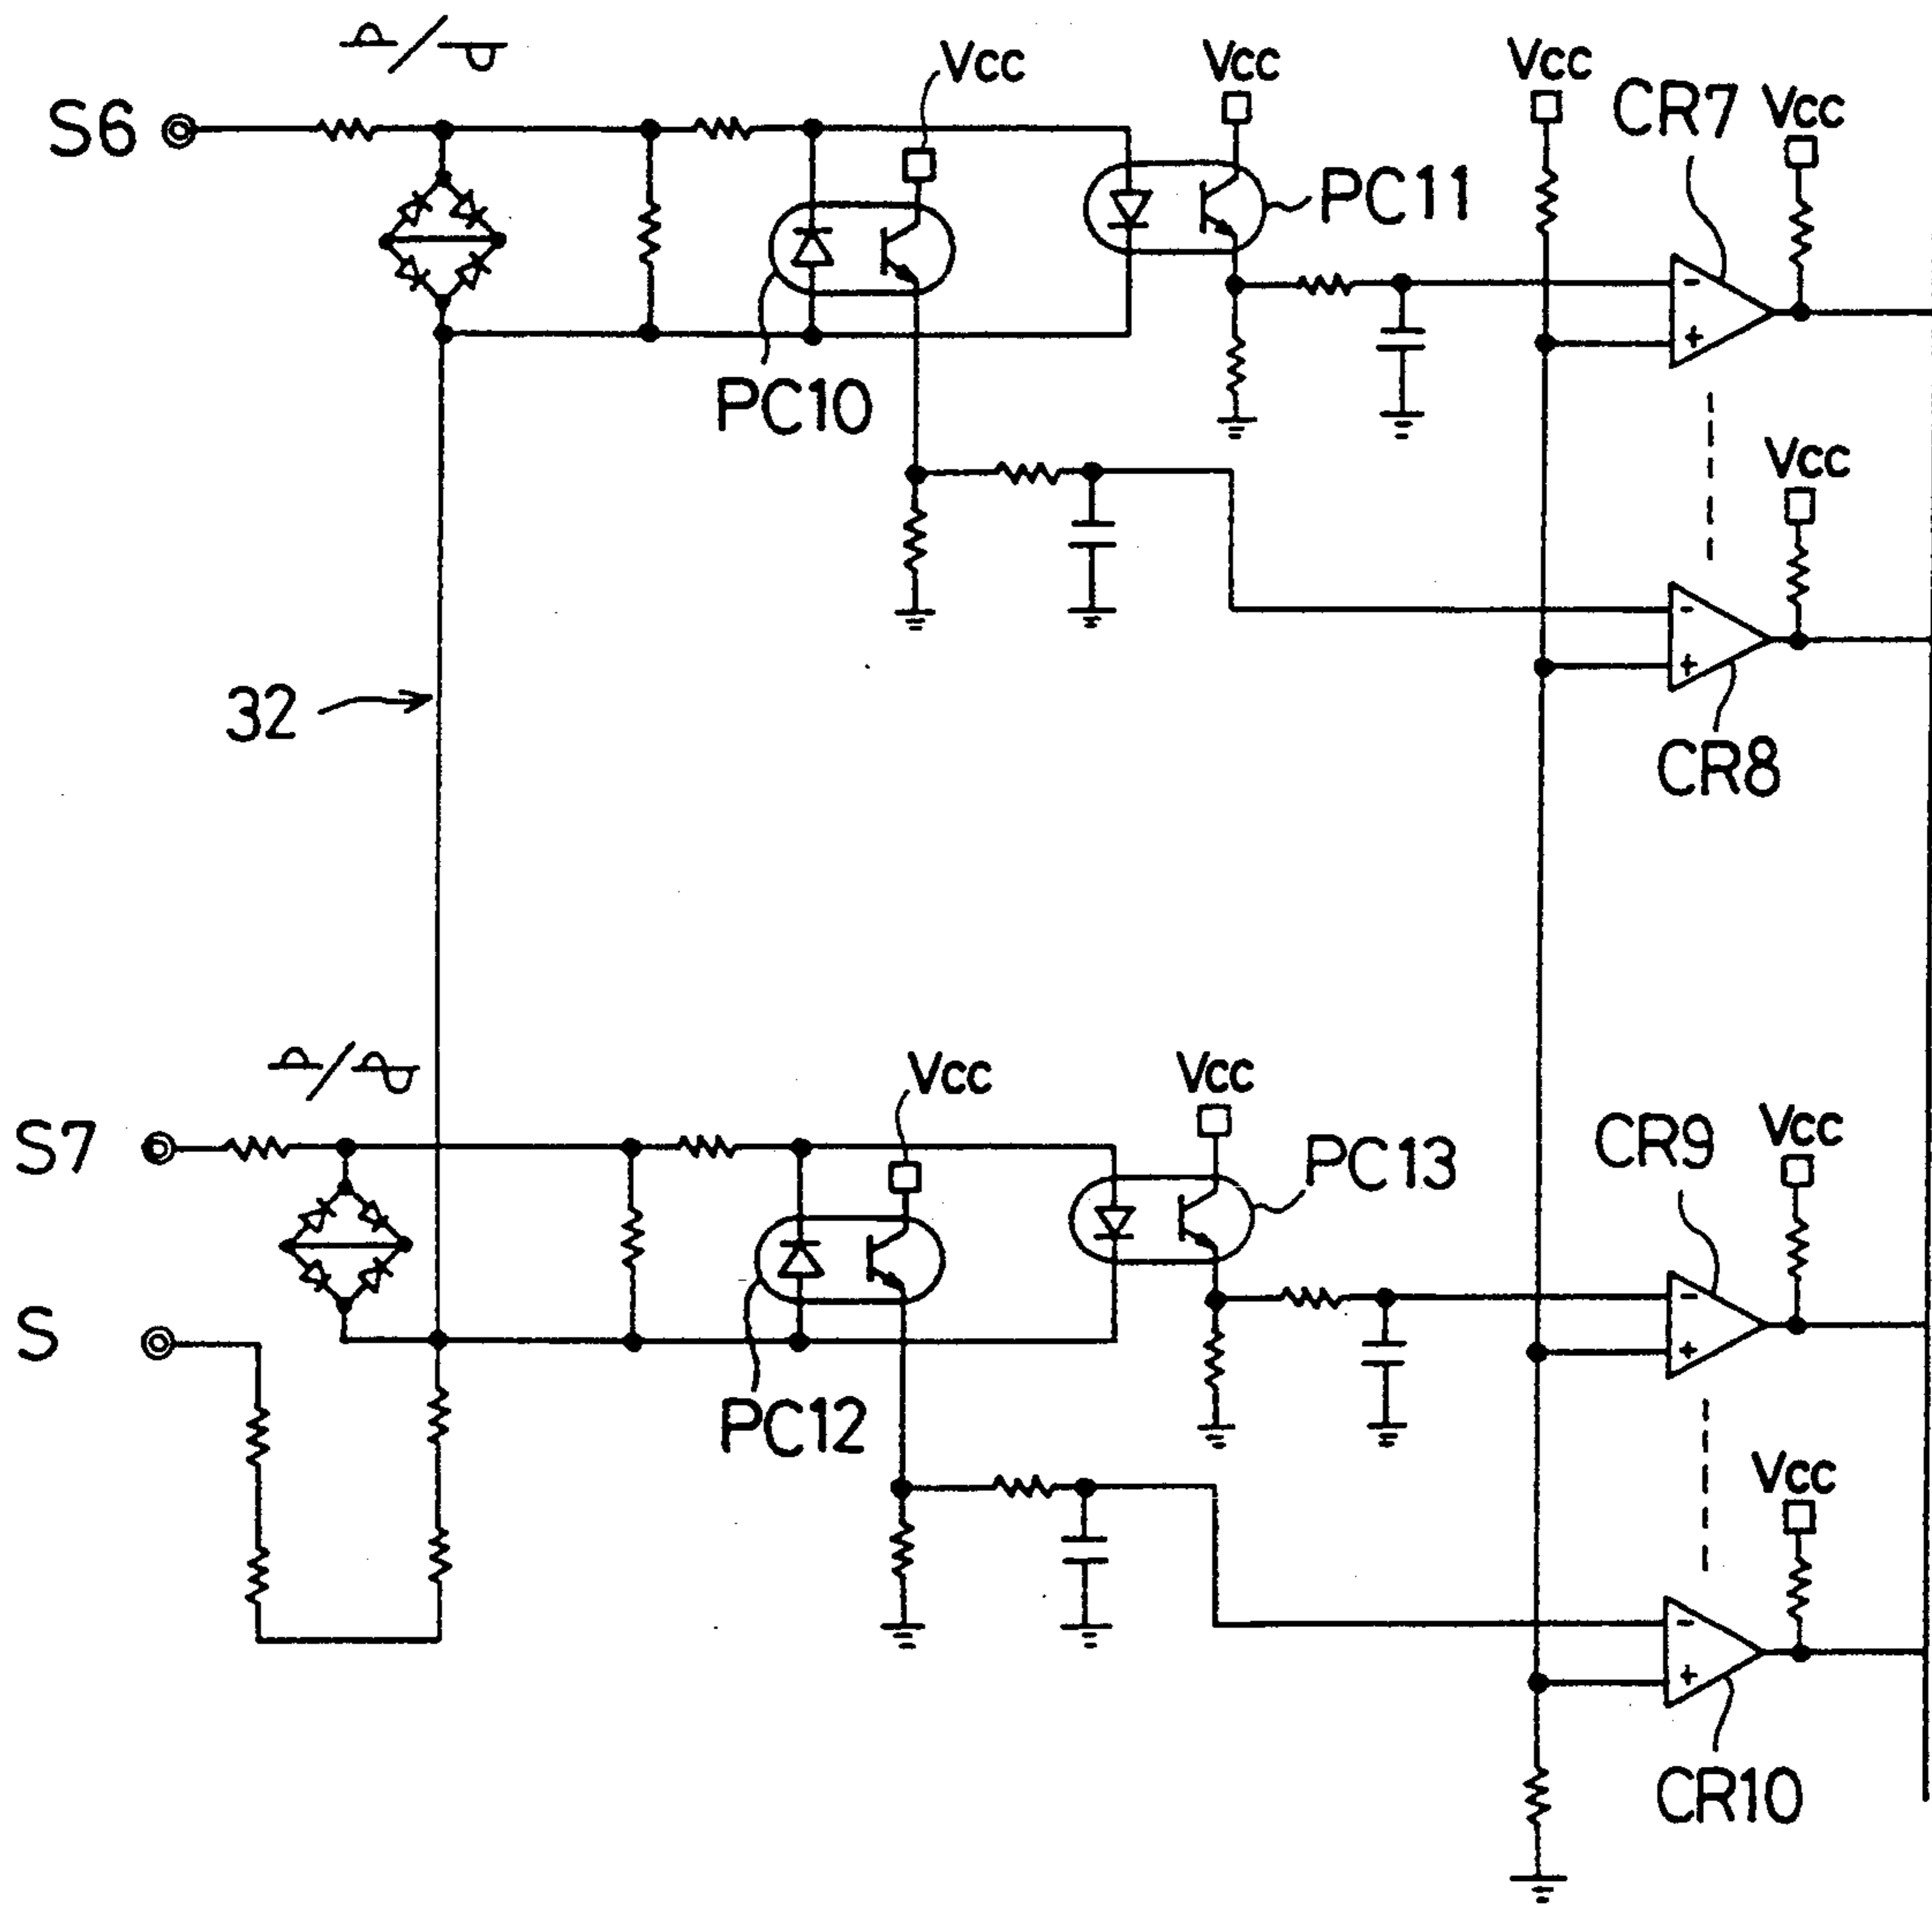 Vcc
Vcc
Vcc
CR7
Vcc
S6
PC11
-
+
PC10
Vcc
-
+
32
CR8
Vcc
Vcc
CR9
Vcc
S7
PC13
-
+
S
PC12
Vcc
-
+
CR10